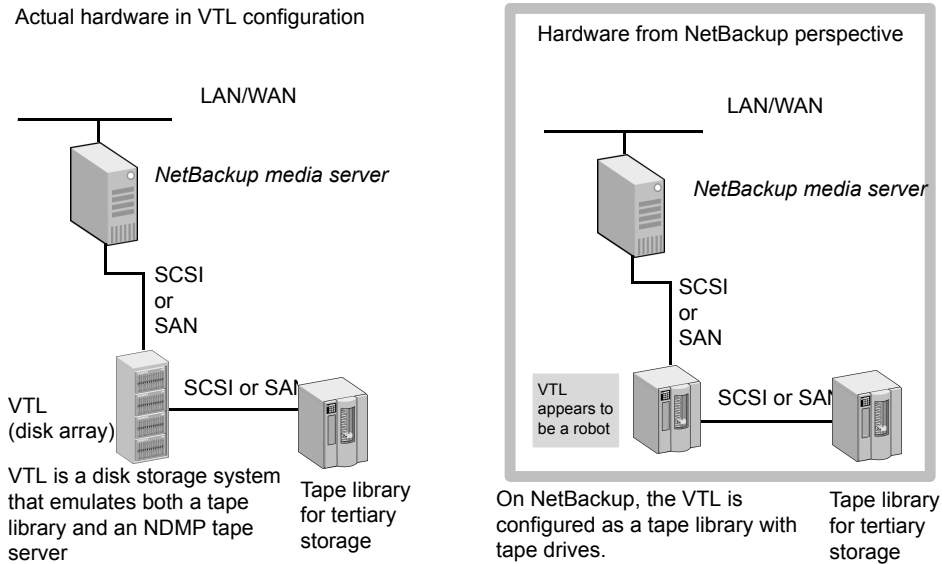 Actual hardware in VTL configuration
LAN/WAN
NetBackup media server
SCSI
or
SAN
SCSI or SAN
VTL
(disk array)
VTL is a disk storage system
that emulates both a tape
library and an NDMP tape
server
Tape library
for tertiary
storage
Hardware from NetBackup perspective
LAN/WAN
NetBackup media server
SCSI
or
SAN
VTL
appears to
be a robot
SCSI or SAN
On NetBackup, the VTL is
configured as a tape library with
tape drives.
Tape library
for tertiary
storage